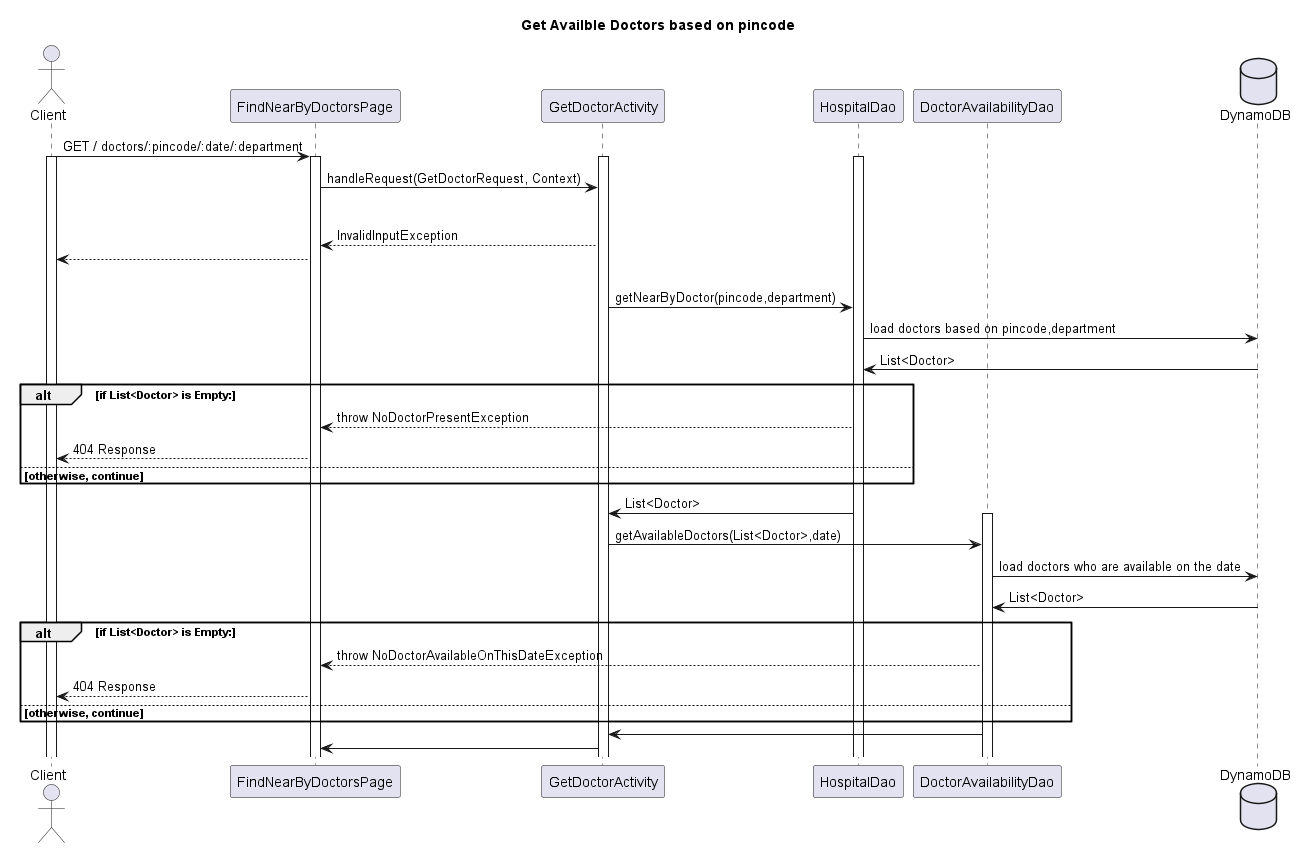 Get Availble Doctors based on pincode
Client
FindNearByDoctorsPage
GetDoctorActivity
HospitalDao
DoctorAvailabilityDao
DynamoDB
GET / doctors/:pincode/:date/:department
handleRequest(GetDoctorRequest, Context)
InvalidInputException
getNearByDoctor(pincode,department)
load doctors based on pincode,department
List<Doctor>
alt
[if List<Doctor> is Empty:]
throw NoDoctorPresentException
404 Response
[otherwise, continue]
List<Doctor>
getAvailableDoctors(List<Doctor>,date)
load doctors who are available on the date
List<Doctor>
alt
[if List<Doctor> is Empty:]
throw NoDoctorAvailableOnThisDateException
404 Response
[otherwise, continue]
Client
FindNearByDoctorsPage
GetDoctorActivity
HospitalDao
DoctorAvailabilityDao
DynamoDB